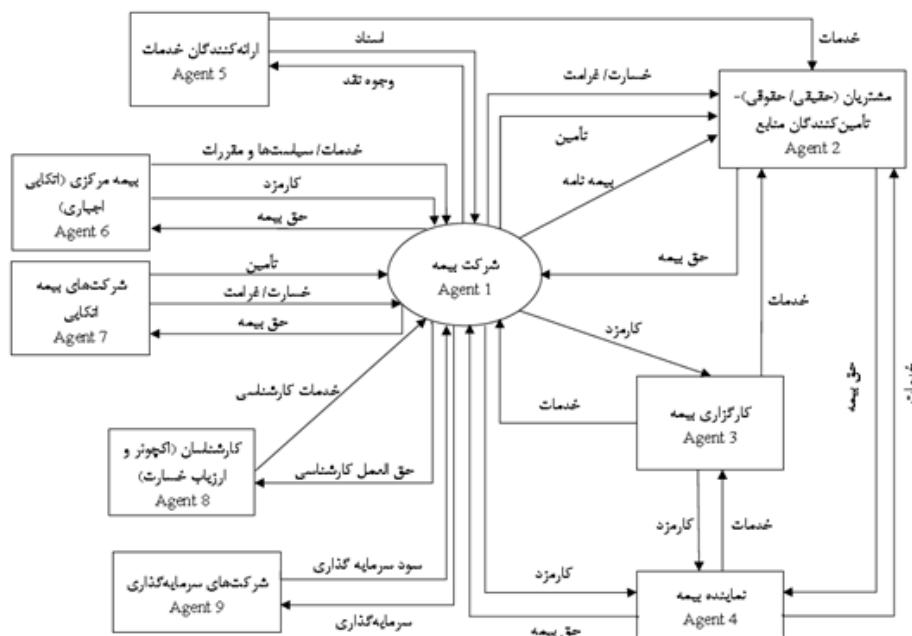 ارائه‌کنندگان خدمات
Agent 5
اسناد
وجوه نقد
خدمات
خسارت/ غرامت
مشتریان (حقیقی/ حقوقی)-
تأمین‌کنندگان منابع
Agent 2
تأمین
بیمه نامه
خدمات/ سیاست‌ها و مقررات
بیمه مرکزی (اتکایی
اجباری)
Agent 6
کارمزد
حق بیمه
شرکت بیمه
Agent 1
حق بیمه
تأمین
شرکت‌های بیمه
اتکایی
Agent 7
خسارت/ غرامت
حق بیمه
کارمزد
خدمات
خدمات
حق بیمه
خدمات کارشناسی
خدمات
کارگزاری بیمه
Agent 3
کارشناسان (اکچوئر و
ارزیاب خسارت)
Agent 8
حق العمل کارشناسی
کارمزد
خدمات
شرکت‌های سرمایه‌گذاری
Agent 9
سود سرمایه گذاری
سرمایه‌گذاری
کارمزد
نماینده بیمه
Agent 4
حق بیمه